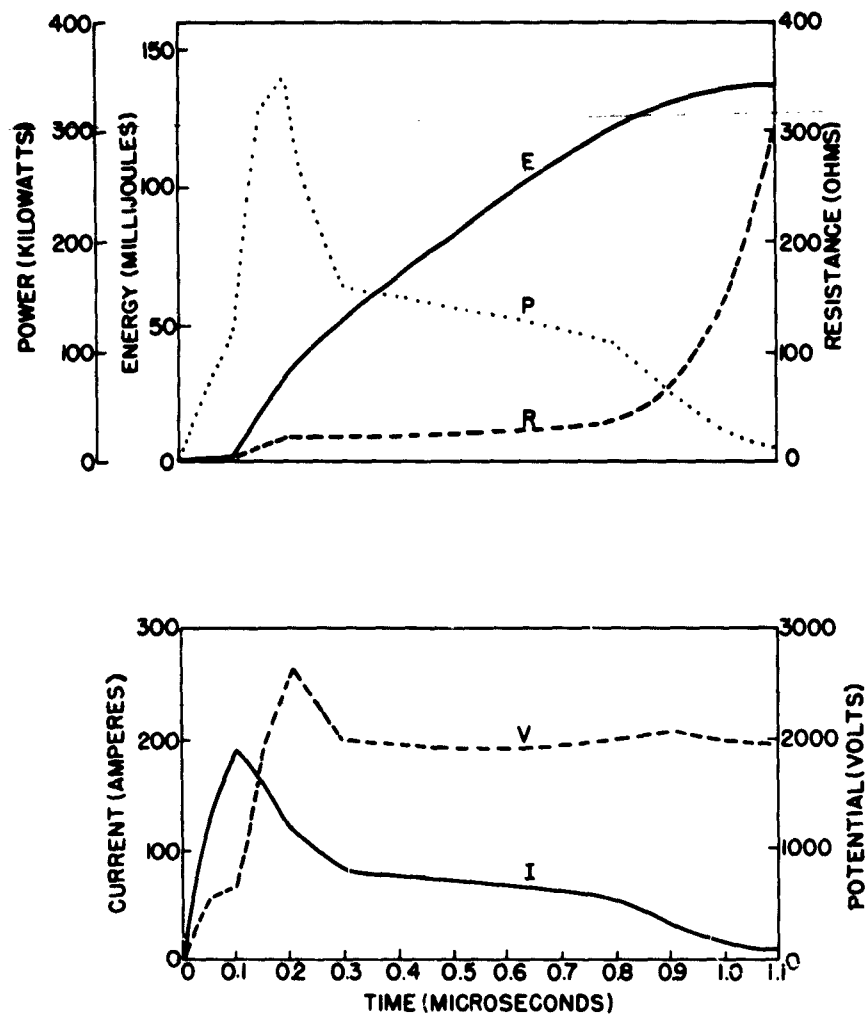 POWER (KILOWATTS)
400
300
200
100
0
ENERGY (MILLIJOULES)
150
100
50
0
E
P
R
400
300
200
100
0
RESISTANCE (OHMS)
CURRENT (AMPERES)
300
200
100
0
V
I
3000
2000
1000
0
POTENTIAL (VOLTS)
0 0.1 0.2 0.3 0.4 0.5 0.6 0.7 0.8 0.9 1.0 1.1
TIME (MICROSECONDS)